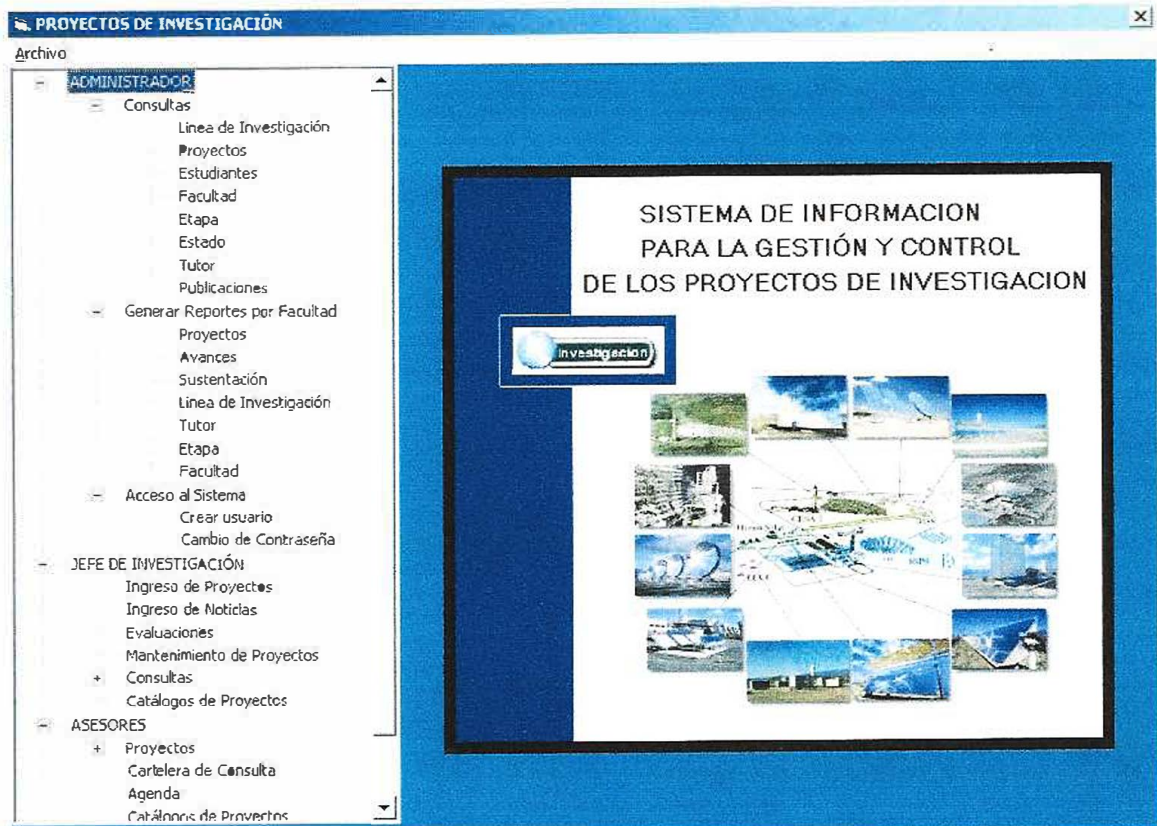 PROYECTOS DE INVESTIGACIÓN
Archivo
ADMINISTRADOR
Consultas
Linea de Investigación
Proyectos
Estudiantes
Facultad
Etapa
Estado
Tutor
Publicaciones
Generar Reportes por Facultad
Proyectos
Avances
Sustentación
Linea de Investigación
Tutor
Etapa
Facultad
Acceso al Sistema
Crear usuario
Cambio de Contraseña
JEFE DE INVESTIGACIÓN
Ingreso de Proyectos
Ingreso de Noticias
Evaluaciones
Mantenimiento de Proyectos
Consultas
Catálogos de Proyectos
ASESORES
Proyectos
Cartelera de Consulta
Agenda
Catálogos de Proyectos
SISTEMA DE INFORMACION
PARA LA GESTIÓN Y CONTROL
DE LOS PROYECTOS DE INVESTIGACION
Investigacion